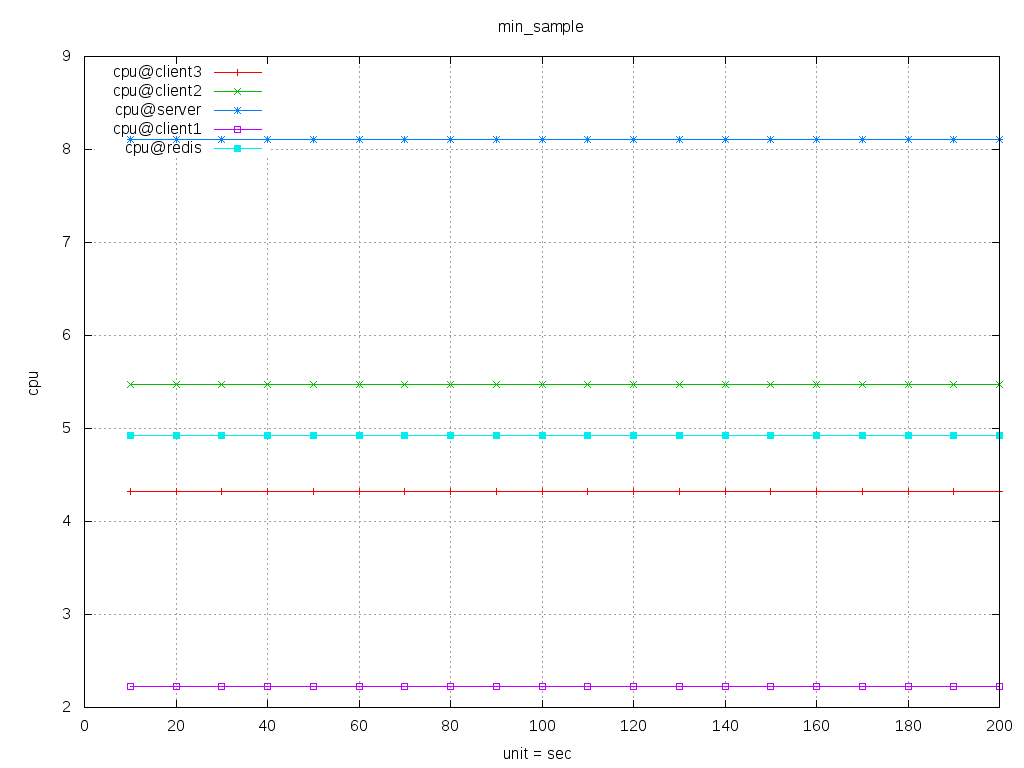 min_sample
9
8
7
6
5
4
3
2
cpu
cpu@client3
cpu@client2
cpu@server
cpu@client1
cpu@redis
0 20 40 60 80 100 120 140 160 180 200
unit = sec